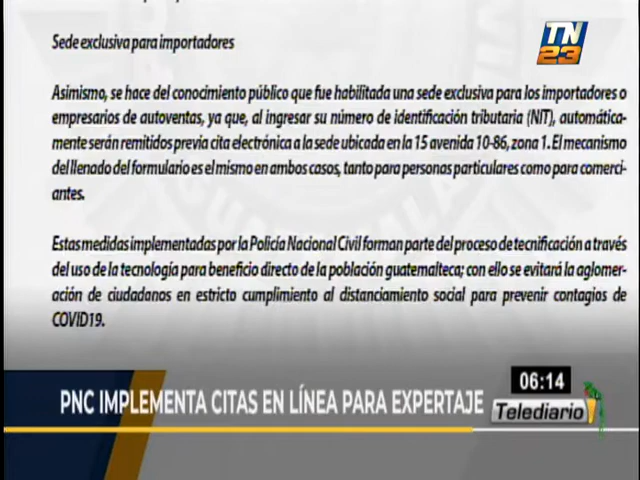 TN
23
Sede exclusiva para importadores
Asimismo, se hace del conocimiento público que fue habilitada una sede exclusiva para los importadores o
empresarios de autoventas, ya que, al ingresar su número de identificación tributaria (NIT), automática-
mente serán remitidos previa cita electrónica a la sede ubicada en la 15 avenida 10-86, zona 1. El mecanismo
del llenado del formulario es el mismo en ambos casos, tanto para personas particulares como para comerci-
antes.
Estas medidas implementadas por la Policía Nacional Civil forman parte del proceso de tecnificación a través
del uso de la tecnología para beneficio directo de la población guatemalteca; con ello se evitará la aglomer-
ación de ciudadanos en estricto cumplimiento al distanciamiento social para prevenir contagios de
COVID19.
06:14
PNC IMPLEMENTA CITAS EN LÍNEA PARA EXPERTAJE
Telediario